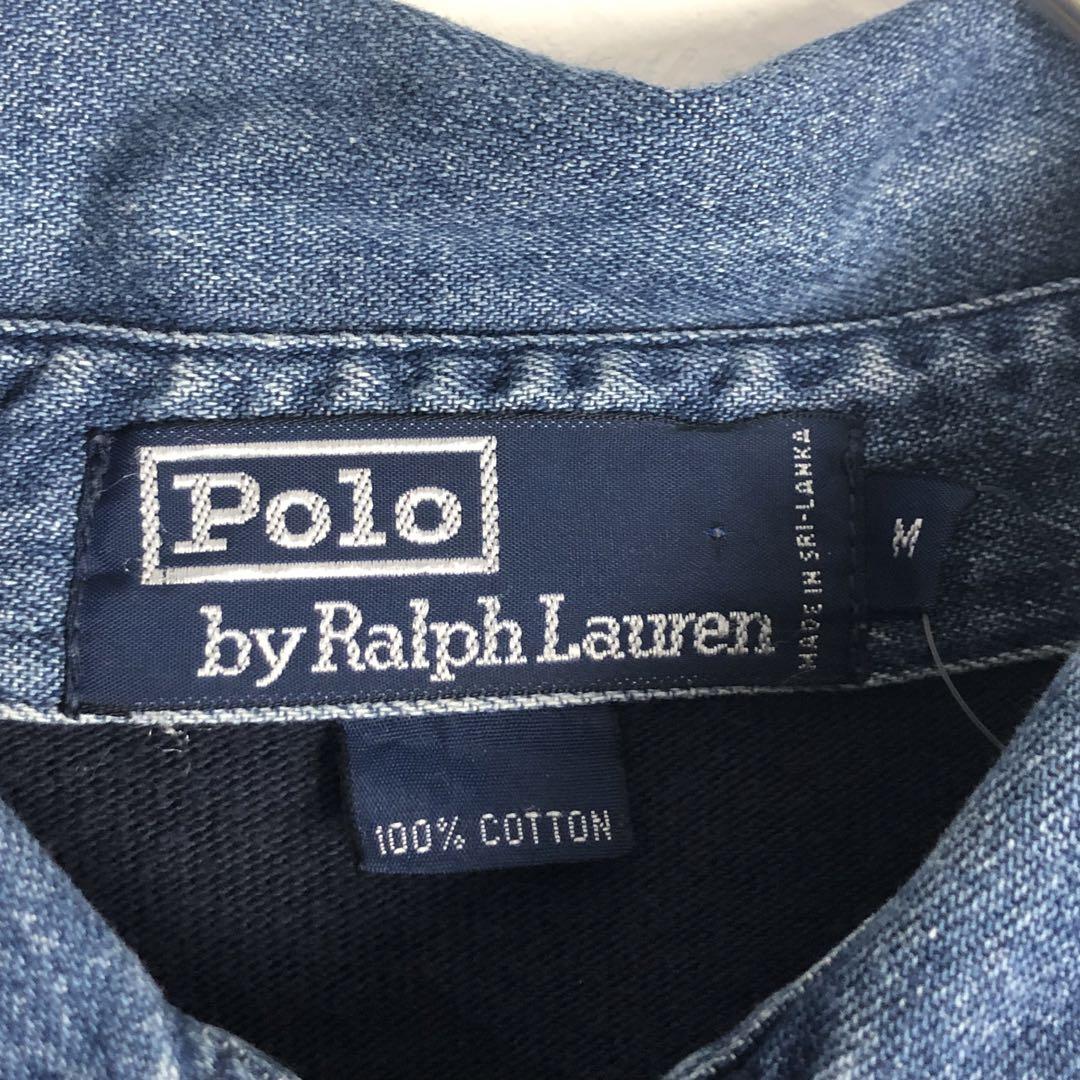 Polo
by Ralph Lauren
MADE IN SRI-LANKA
M
100% COTTON